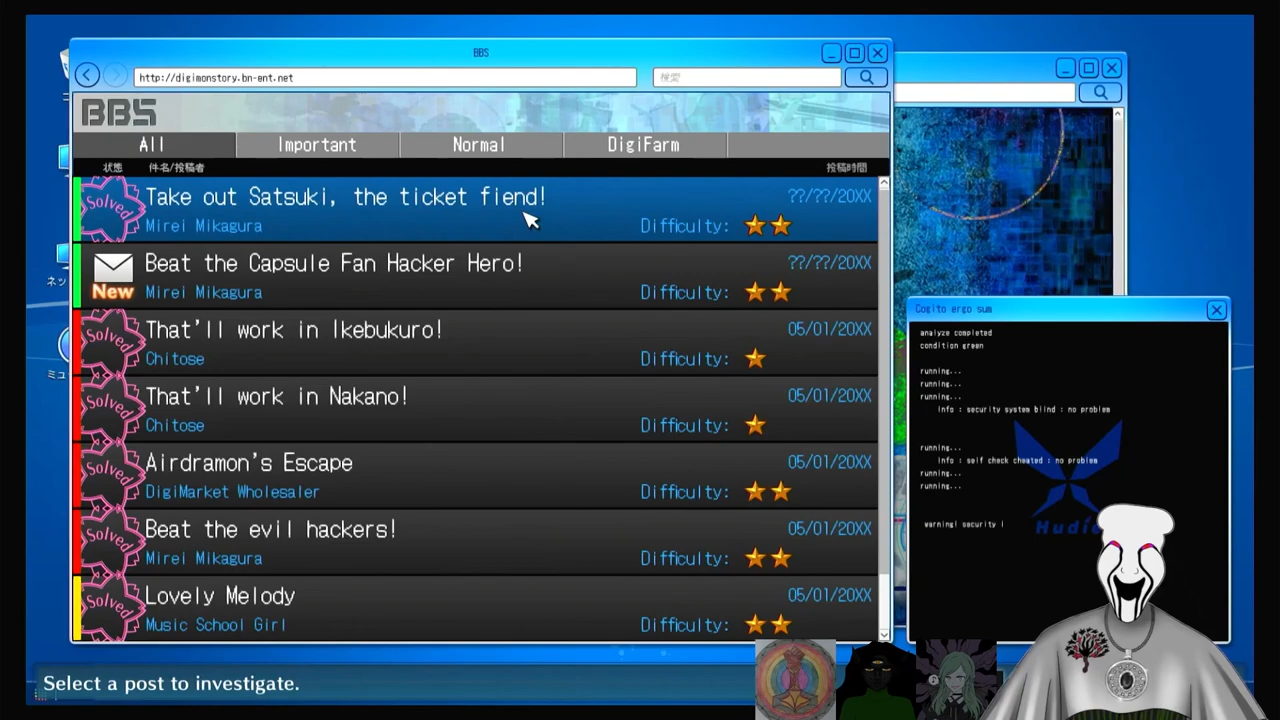 BBS
http://digimonstory.bn-ent.net
検索
BBS
All
Important
Normal
DigiFarm
状態
件名/投稿者
投稿時間
Solved
Take out Satsuki, the ticket fiend!
??/??/20XX
Mirei Mikagura
Difficulty:
New
Beat the Capsule Fan Hacker Hero!
??/??/20XX
Mirei Mikagura
Difficulty:
Solved
That'll work in Ikebukuro!
05/01/20XX
Chitose
Difficulty:
Solved
That'll work in Nakano!
05/01/20XX
Chitose
Difficulty:
Solved
Airdramon's Escape
05/01/20XX
DigiMarket Wholesaler
Difficulty:
Solved
Beat the evil hackers!
05/01/20XX
Mirei Mikagura
Difficulty:
Solved
Lovely Melody
05/01/20XX
Music School Girl
Difficulty:
Select a post to investigate.
Cogito ergo sum
analyze completed
condition green
running...
running...
running...
info : security system blind : no problem
running...
info : self check cheated : no problem
running...
running...
warning! security !